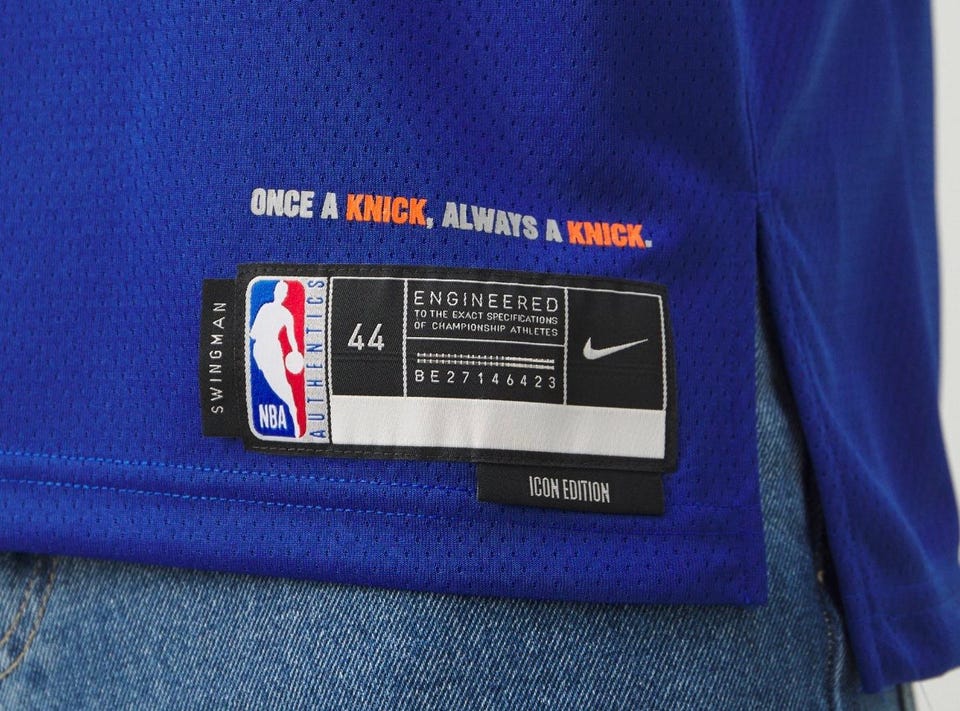 ONCE A KNICK, ALWAYS A KNICK.
SWINGMAN
NBA
AUTHENTICS
44
ENGINEERED
TO THE EXACT SPECIFICATIONS
OF CHAMPIONSHIP ATHLETES
BE27146423
ICON EDITION